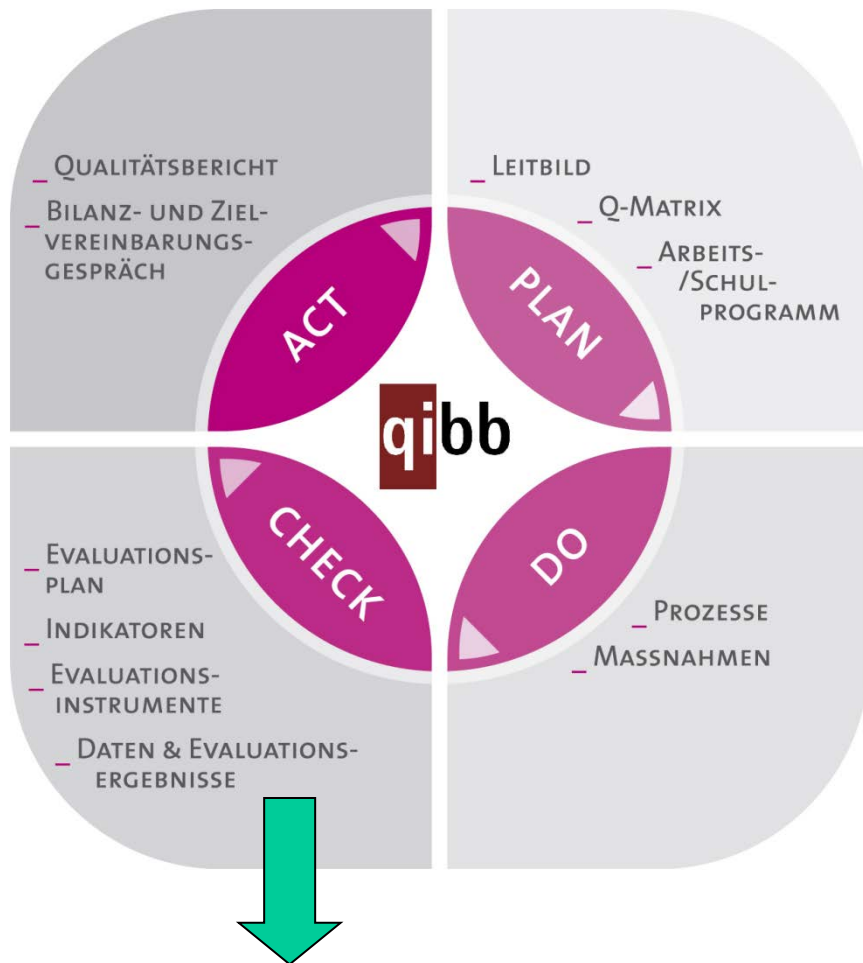 _ QUALITÄTSBERICHT
_ BILANZ- UND ZIEL-
VEREINBARUNGS-
GESPRÄCH
_ LEITBILD
_ Q-MATRIX
_ ARBEITS-
/SCHUL-
PROGRAMM
ACT
PLAN
qibb
CHECK
DO
_ EVALUATIONS-
PLAN
_ INDIKATOREN
_ EVALUATIONS-
INSTRUMENTE
_ DATEN & EVALUATIONS-
ERGEBNISSE
_ PROZESSE
_ MASSNAHMEN